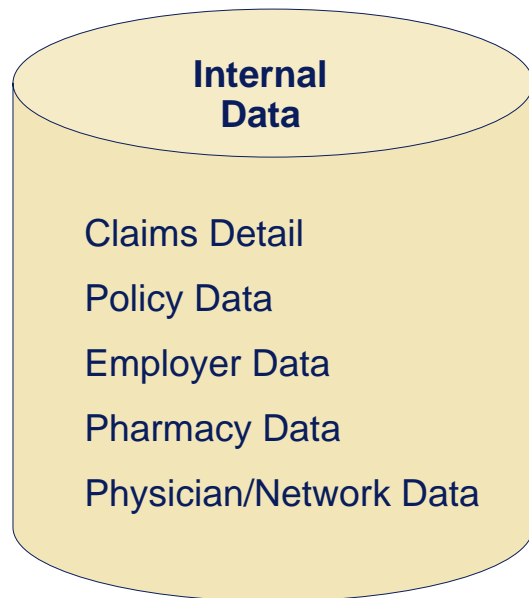 Internal
Data
Claims Detail
Policy Data
Employer Data
Pharmacy Data
Physician/Network Data